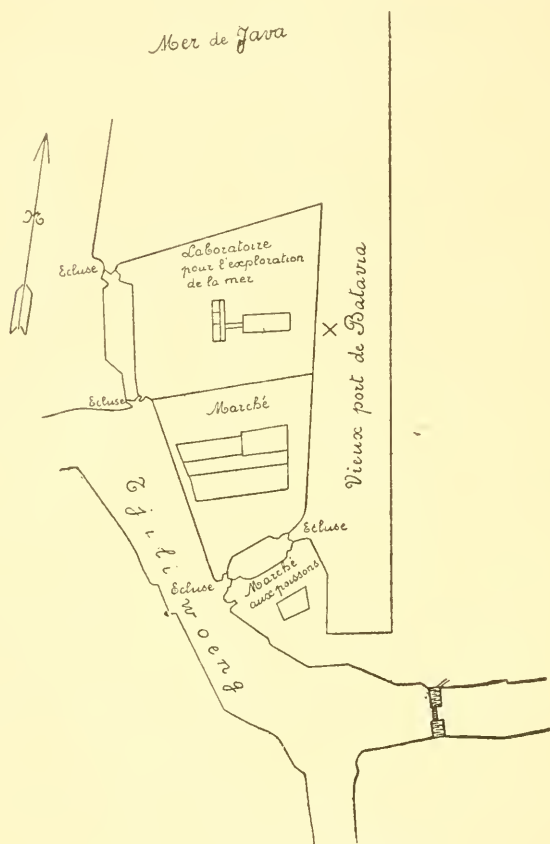 Mer de Java
N
Ecluse
Laboratoire
pour l'exploration
de la mer
X
Vieux port de Batavia
Ecluse
Marché
Ecluse
Tjiliwoeng
Ecluse
Marché
aux poissons